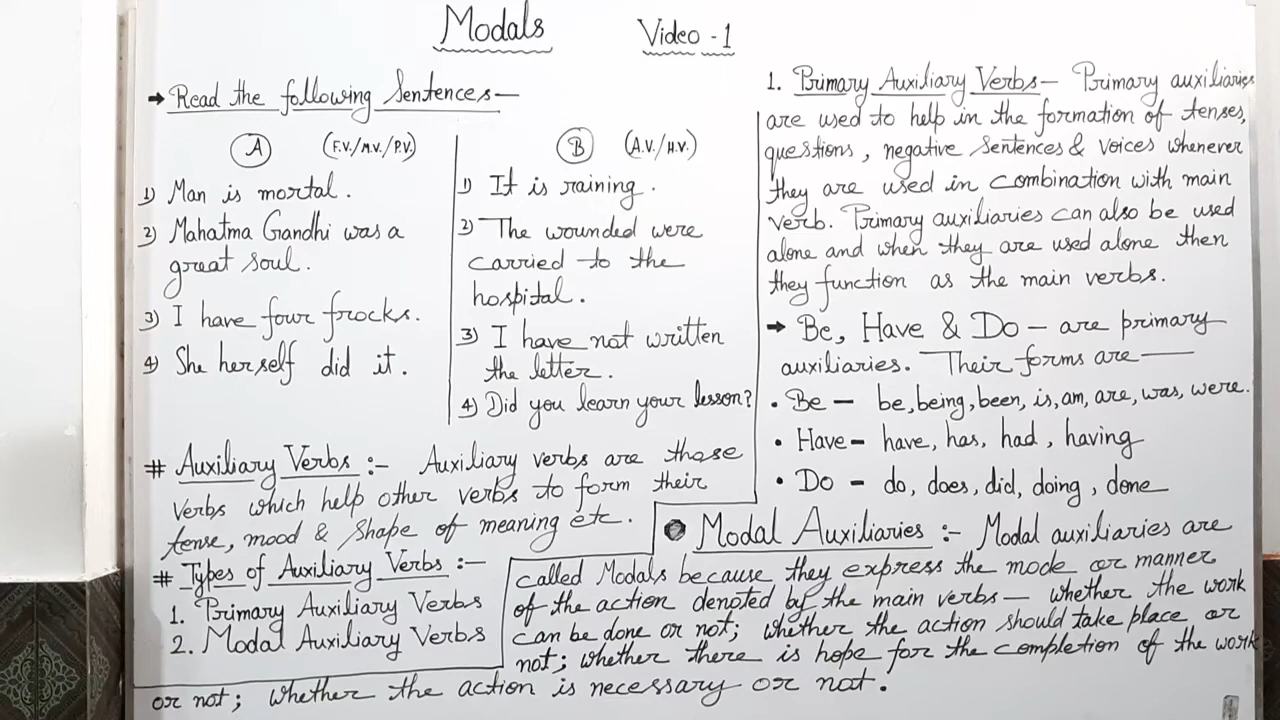 Modals Video - 1
→ Read the following Sentences—
A (F.V./M.V./P.V.)
1) Man is mortal.
2) Mahatma Gandhi was a
great soul.
3) I have four frocks.
4) She herself did it.
B (A.V./H.V.)
1) It is raining.
2) The wounded were
carried to the
hospital.
3) I have not written
the letter.
4) Did you learn your lesson?
# Auxiliary Verbs :- Auxiliary verbs are those
verbs which help other verbs to form their
tense, mood & shape of meaning etc.
# Types of Auxiliary Verbs :—
1. Primary Auxiliary Verbs
2. Modal Auxiliary Verbs
1. Primary Auxiliary Verbs— Primary auxiliaries
are used to help in the formation of tenses,
questions, negative sentences & voices whenever
they are used in combination with main
verb. Primary auxiliaries can also be used
alone and when they are used alone then
they function as the main verbs.
→ Be, Have & Do — are primary
auxiliaries. Their forms are —
• Be — be, being, been, is, am, are, was, were.
• Have — have, has, had, having
• Do — do, does, did, doing, done
● Modal Auxiliaries :- Modal auxiliaries are
called Modals because they express the mode or manner
of the action denoted by the main verbs — whether the work
can be done or not; whether the action should take place or
not; whether there is hope for the completion of the work
or not; whether the action is necessary or not.